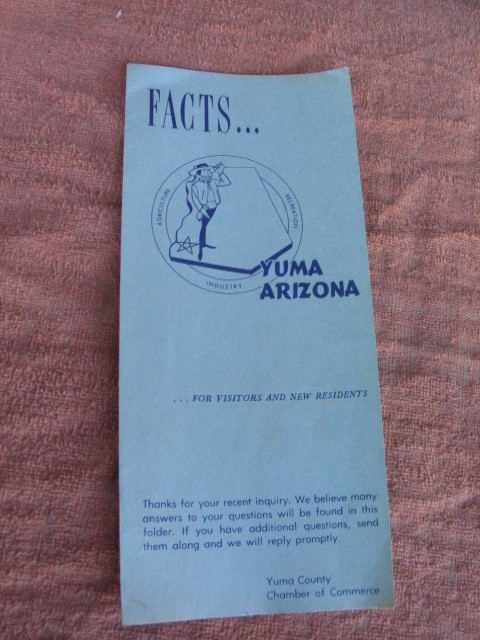 FACTS...
AGRICULTURE
RECREATION
INDUSTRY
YUMA
ARIZONA
...FOR VISITORS AND NEW RESIDENTS
Thanks for your recent inquiry. We believe many
answers to your questions will be found in this
folder. If you have additional questions, send
them along and we will reply promptly.
Yuma County
Chamber of Commerce